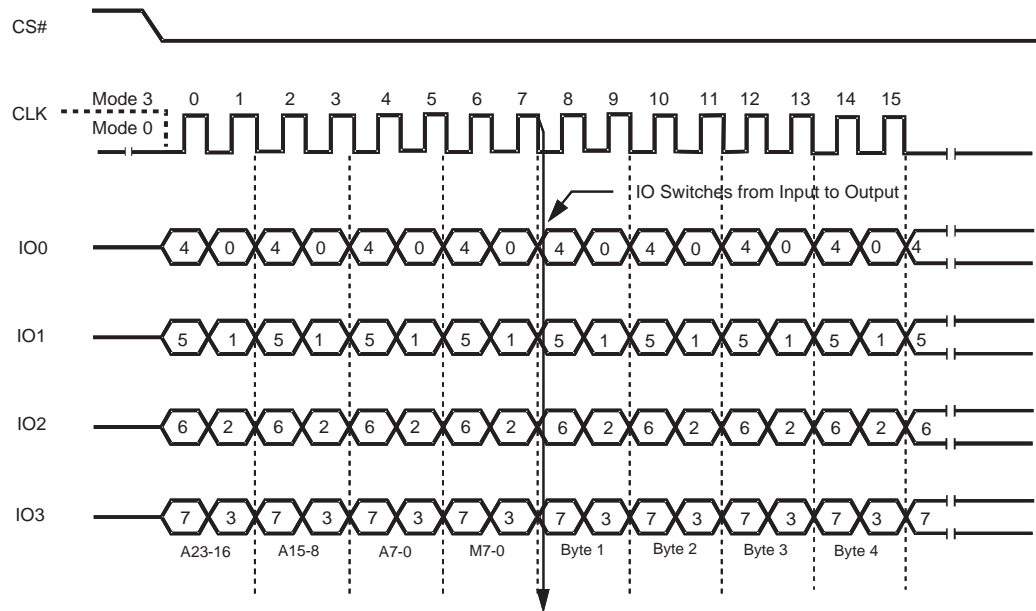 CS#
Mode 3
0 1 2 3 4 5 6 7 8 9 10 11 12 13 14 15
CLK
Mode 0
IO Switches from Input to Output
IO0 4 0 4 0 4 0 4 0 4 0 4 0 4 0 4 0 4
IO1 5 1 5 1 5 1 5 1 5 1 5 1 5 1 5 1 5
IO2 6 2 6 2 6 2 6 2 6 2 6 2 6 2 6 2 6
IO3 7 3 7 3 7 3 7 3 7 3 7 3 7 3 7 3 7
A23-16 A15-8 A7-0 M7-0 Byte 1 Byte 2 Byte 3 Byte 4